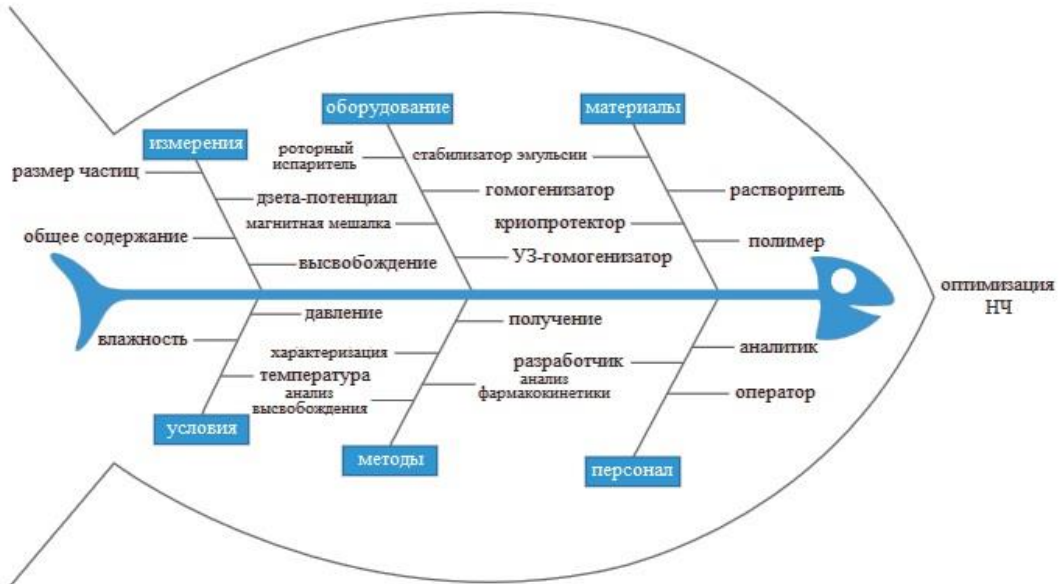 оборудование
материалы
измерения
роторный
испаритель
стабилизатор эмульсии
размер частиц
дзета-потенциал
гомогенизатор
растворитель
магнитная мешалка
криопротектор
общее содержание
полимер
высвобождение
УЗ-гомогенизатор
оптимизация
НЧ
давление
получение
влажность
характеризация
разработчик
аналитик
температура
анализ
фармакокинетики
анализ
высвобождения
оператор
условия
методы
персонал